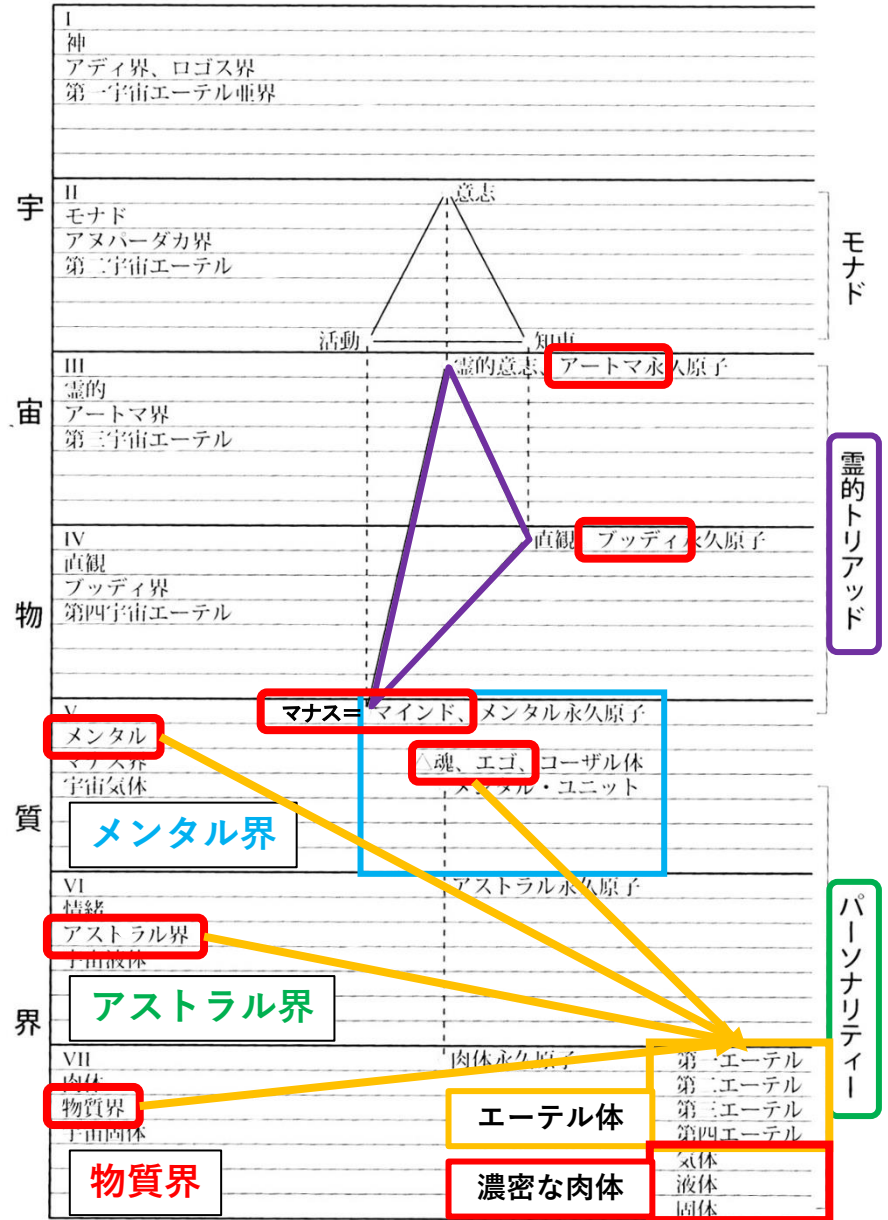 宇宙物質界
I
神
アディ界、ロゴス界
第一宇宙エーテル亜界
II
モナド
アヌパーダカ界
第二宇宙エーテル
意志
活動
知恵
モナド
III
霊的
アートマ界
第三宇宙エーテル
霊的意志、アートマ永久原子
霊的トリアッド
IV
直観
ブッディ界
第四宇宙エーテル
直観 ブッディ永久原子
V
メンタル
マナス界
宇宙気体
メンタル界
マナス=マインド、メンタル永久原子
△魂、エゴ、コーザル体
メンタル・ユニット
VI
情緒
アストラル界
宇宙液体
アストラル界
アストラル永久原子
パーソナリティー
VII
肉体
物質界
宇宙固体
物質界
肉体永久原子
エーテル体
濃密な肉体
第一エーテル
第二エーテル
第三エーテル
第四エーテル
気体
液体
固体